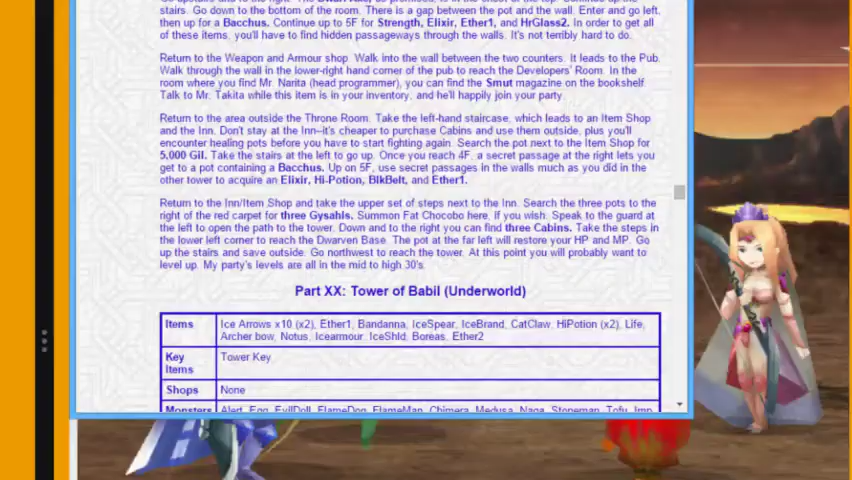 stairs. Go down to the bottom of the room. There is a gap between the pot and the wall. Enter and go left,
then up for a Bacchus. Continue up to 5F for Strength, Elixir, Ether1, and HrGlass2. In order to get all
of these items, you'll have to find hidden passageways through the walls. It's not terribly hard to do.
Return to the Weapon and Armour shop. Walk into the wall between the two counters. It leads to the Pub.
Walk through the wall in the lower-right hand corner of the pub to reach the Developers' Room. In the
room where you find Mr. Narita (head programmer), you can find the Smut magazine on the bookshelf.
Talk to Mr. Takita while this item is in your inventory, and he'll happily join your party.
Return to the area outside the Throne Room. Take the left-hand staircase, which leads to an Item Shop
and the Inn. Don't stay at the Inn--it's cheaper to purchase Cabins and use them outside, plus you'll
encounter healing pots before you have to start fighting again. Search the pot next to the Item Shop for
5,000 Gil. Take the stairs at the left to go up. Once you reach 4F, a secret passage at the right lets you
get to a pot containing a Bacchus. Up on 5F, use secret passages in the walls much as you did in the
other tower to acquire an Elixir, Hi-Potion, BlkBelt, and Ether1.
Return to the Inn/Item Shop and take the upper set of steps next to the Inn. Search the three pots to the
right of the red carpet for three Gysahls. Summon Fat Chocobo here, if you wish. Speak to the guard at
the left to open the path to the tower. Down and to the right you can find three Cabins. Take the steps in
the lower left corner to reach the Dwarven Base. The pot at the far left will restore your HP and MP. Go
up the stairs and save outside. Go northwest to reach the tower. At this point you will probably want to
level up. My party's levels are all in the mid to high 30's.
Part XX: Tower of Babil (Underworld)
Items Ice Arrows x10 (x2), Ether1, Bandanna, IceSpear, IceBrand, CatClaw, HiPotion (x2), Life,
Archer bow, Notus, Icearmour, IceShld, Boreas, Ether2
Key Tower Key
Items
Shops None
Monsters Alert, Egg, EvilDoll, FlameDog, FlameMan, Chimera, Medusa, Naga, Stoneman, Tofu, Imp